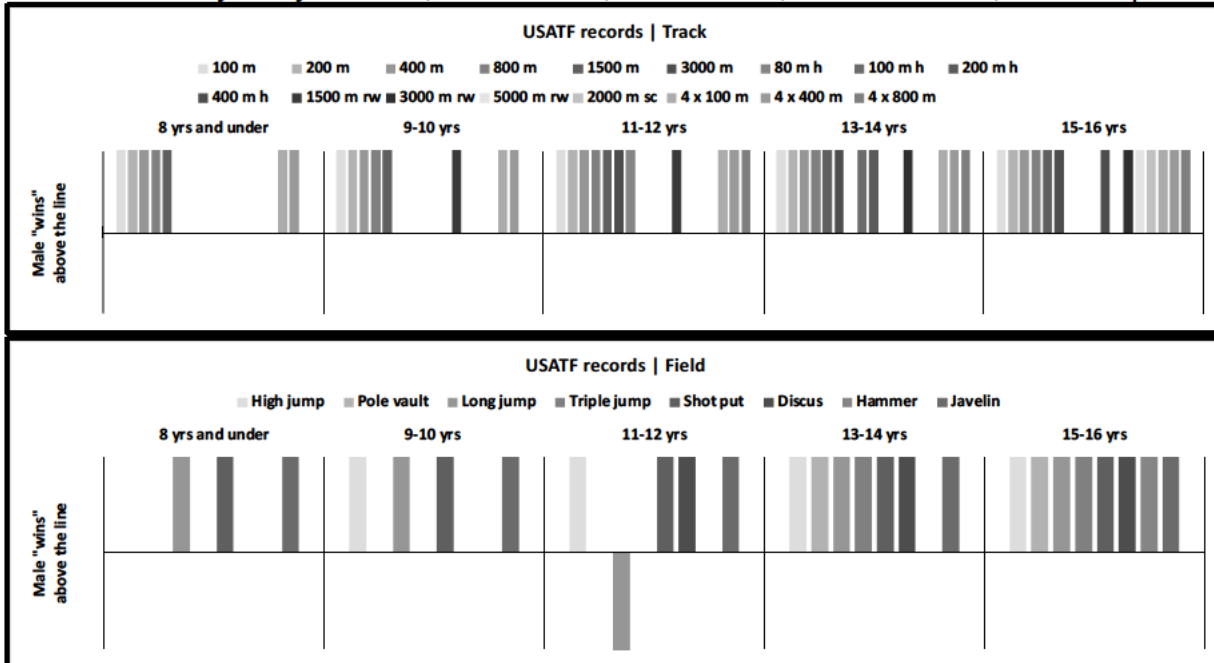 USATF records | Track
100 m 200 m 400 m 800 m 1500 m 3000 m 80 m h 100 m h 200 m h
400 m h 1500 m rw 3000 m rw 5000 m rw 2000 m sc 4 x 100 m 4 x 400 m 4 x 800 m
8 yrs and under 9-10 yrs 11-12 yrs 13-14 yrs 15-16 yrs
Male "wins"
above the line
USATF records | Field
High jump Pole vault Long jump Triple jump Shot put Discus Hammer Javelin
8 yrs and under 9-10 yrs 11-12 yrs 13-14 yrs 15-16 yrs
Male "wins"
above the line